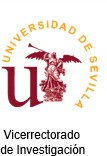 UNIVERSIDAD DE SEVILLA
u
Vicerrectorado
de Investigación